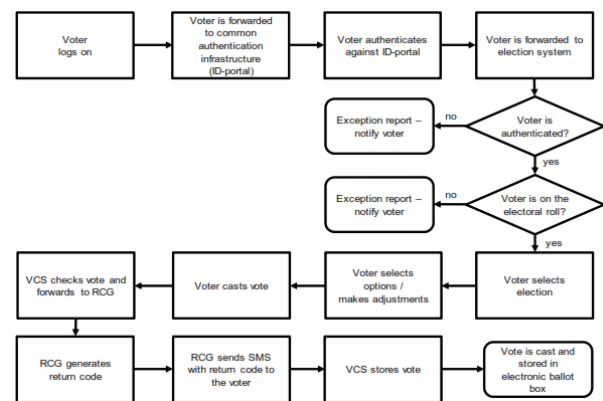 Voter
logs on
Voter is forwarded
to common
authentication
infrastructure
(ID-portal)
Voter authenticates
against ID-portal
Voter is forwarded to
election system
Exception report –
notify voter
no
Voter is
authenticated?
yes
Exception report –
notify voter
no
Voter is on the
electoral roll?
yes
VCS checks vote and
forwards to RCG
Voter casts vote
Voter selects
options /
makes adjustments
Voter selects
election
RCG generates
return code
RCG sends SMS
with return code to
the voter
VCS stores vote
Vote is cast and
stored in
electronic ballot
box